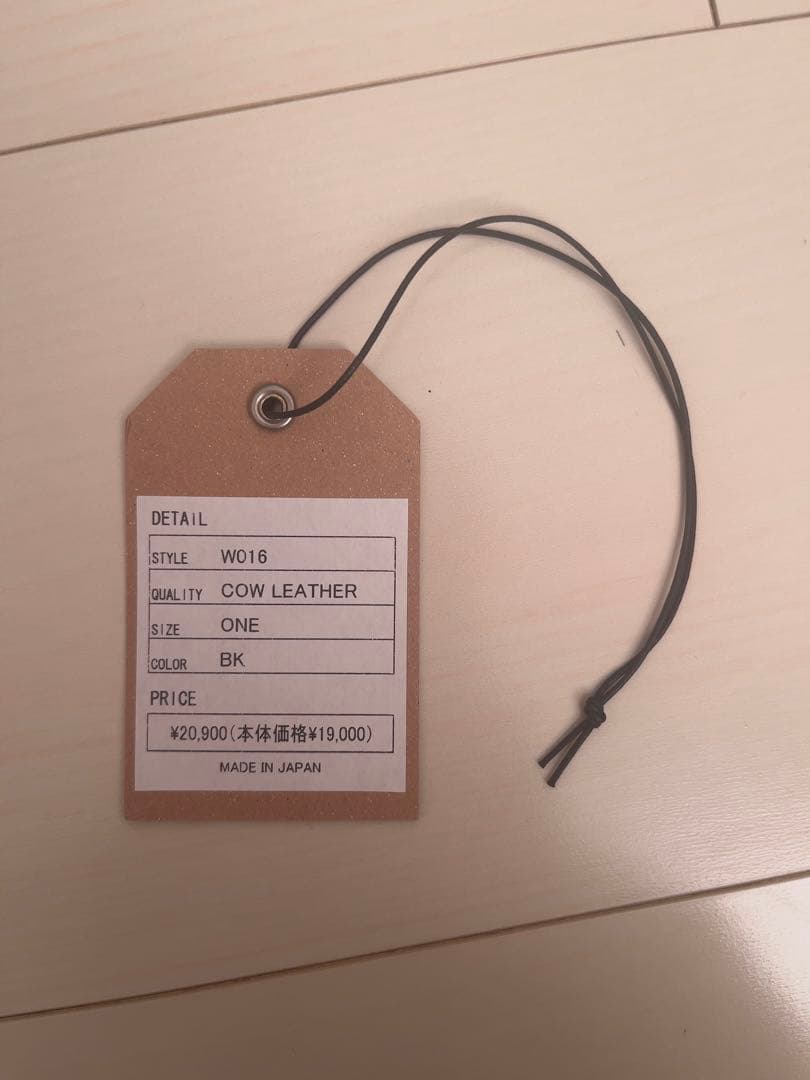 DETAIL
STYLE W016
QUALITY COW LEATHER
SIZE ONE
COLOR BK
PRICE
¥20,900(本体価格¥19,000)
MADE IN JAPAN